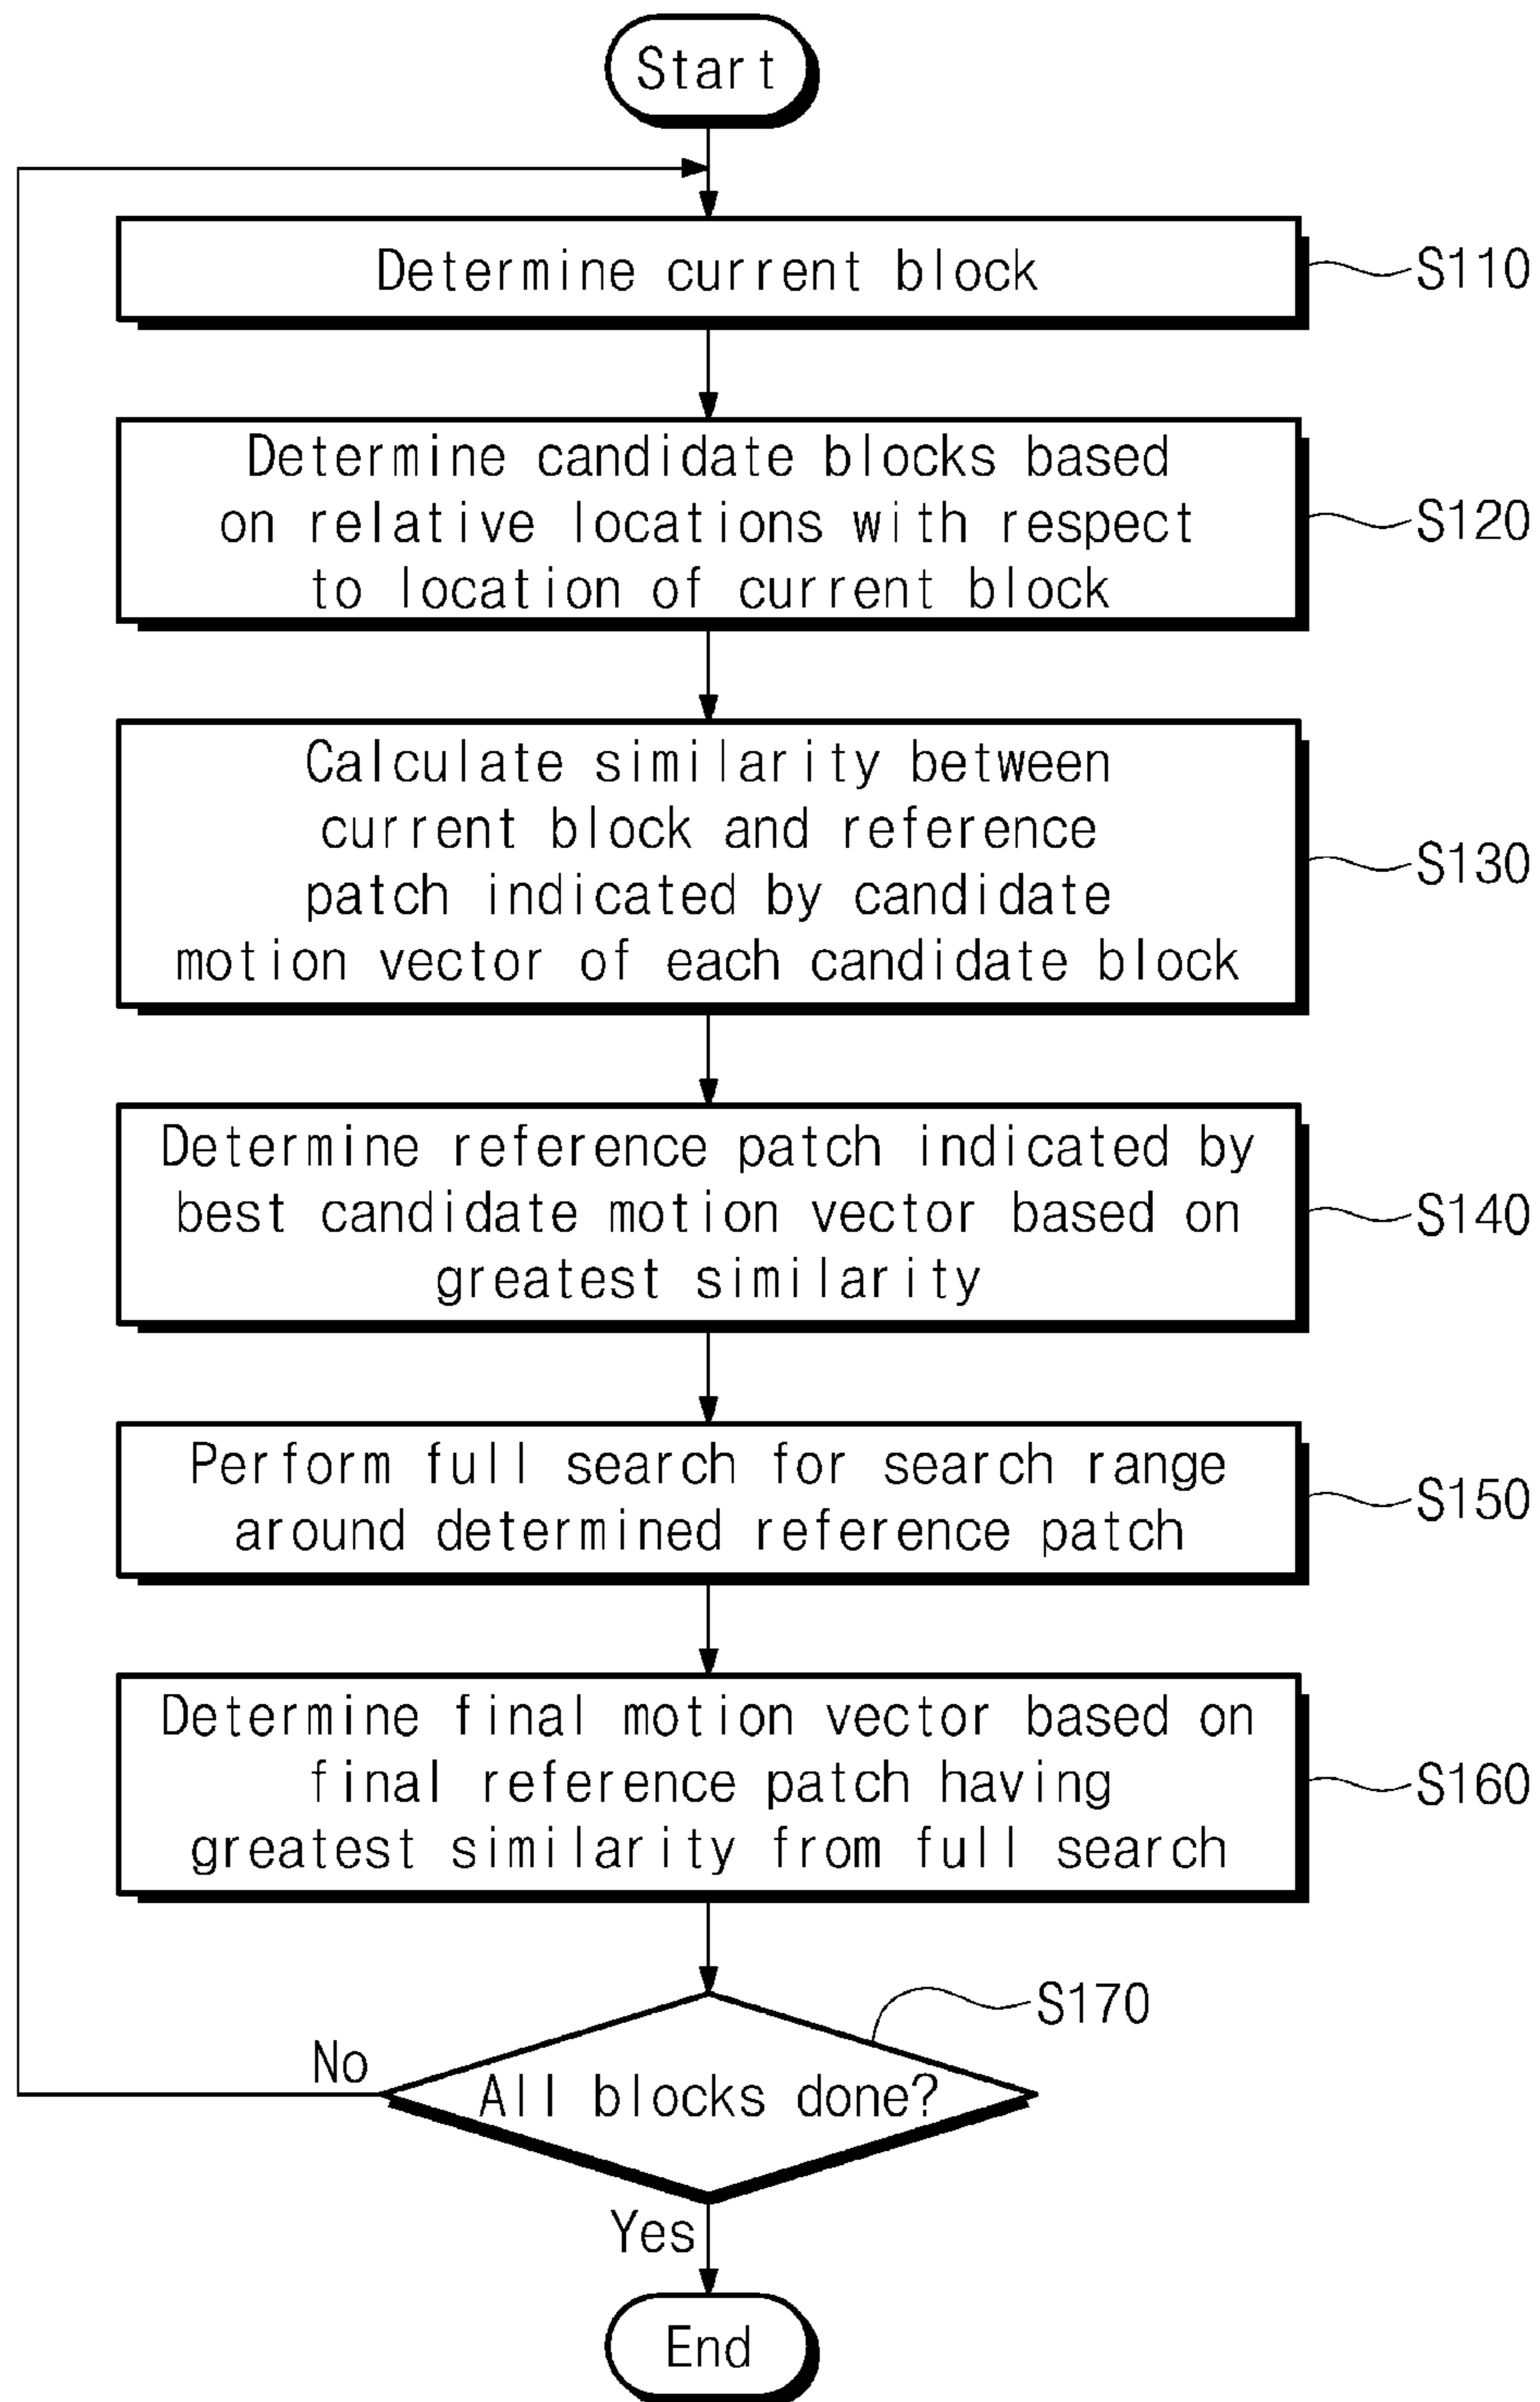 Start
Determine current block
S110
Determine candidate blocks based
on relative locations with respect
to location of current block
S120
Calculate similarity between
current block and reference
patch indicated by candidate
motion vector of each candidate block
S130
Determine reference patch indicated by
best candidate motion vector based on
greatest similarity
S140
Perform full search for search range
around determined reference patch
S150
Determine final motion vector based on
final reference patch having
greatest similarity from full search
S160
S170
No
All blocks done?
Yes
End